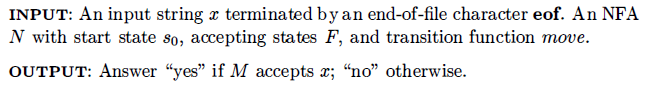 INPUT: An input string x terminated by an end-of-file character eof. An NFA
N with start state s₀, accepting states F, and transition function move.
OUTPUT: Answer “yes” if M accepts x; “no” otherwise.